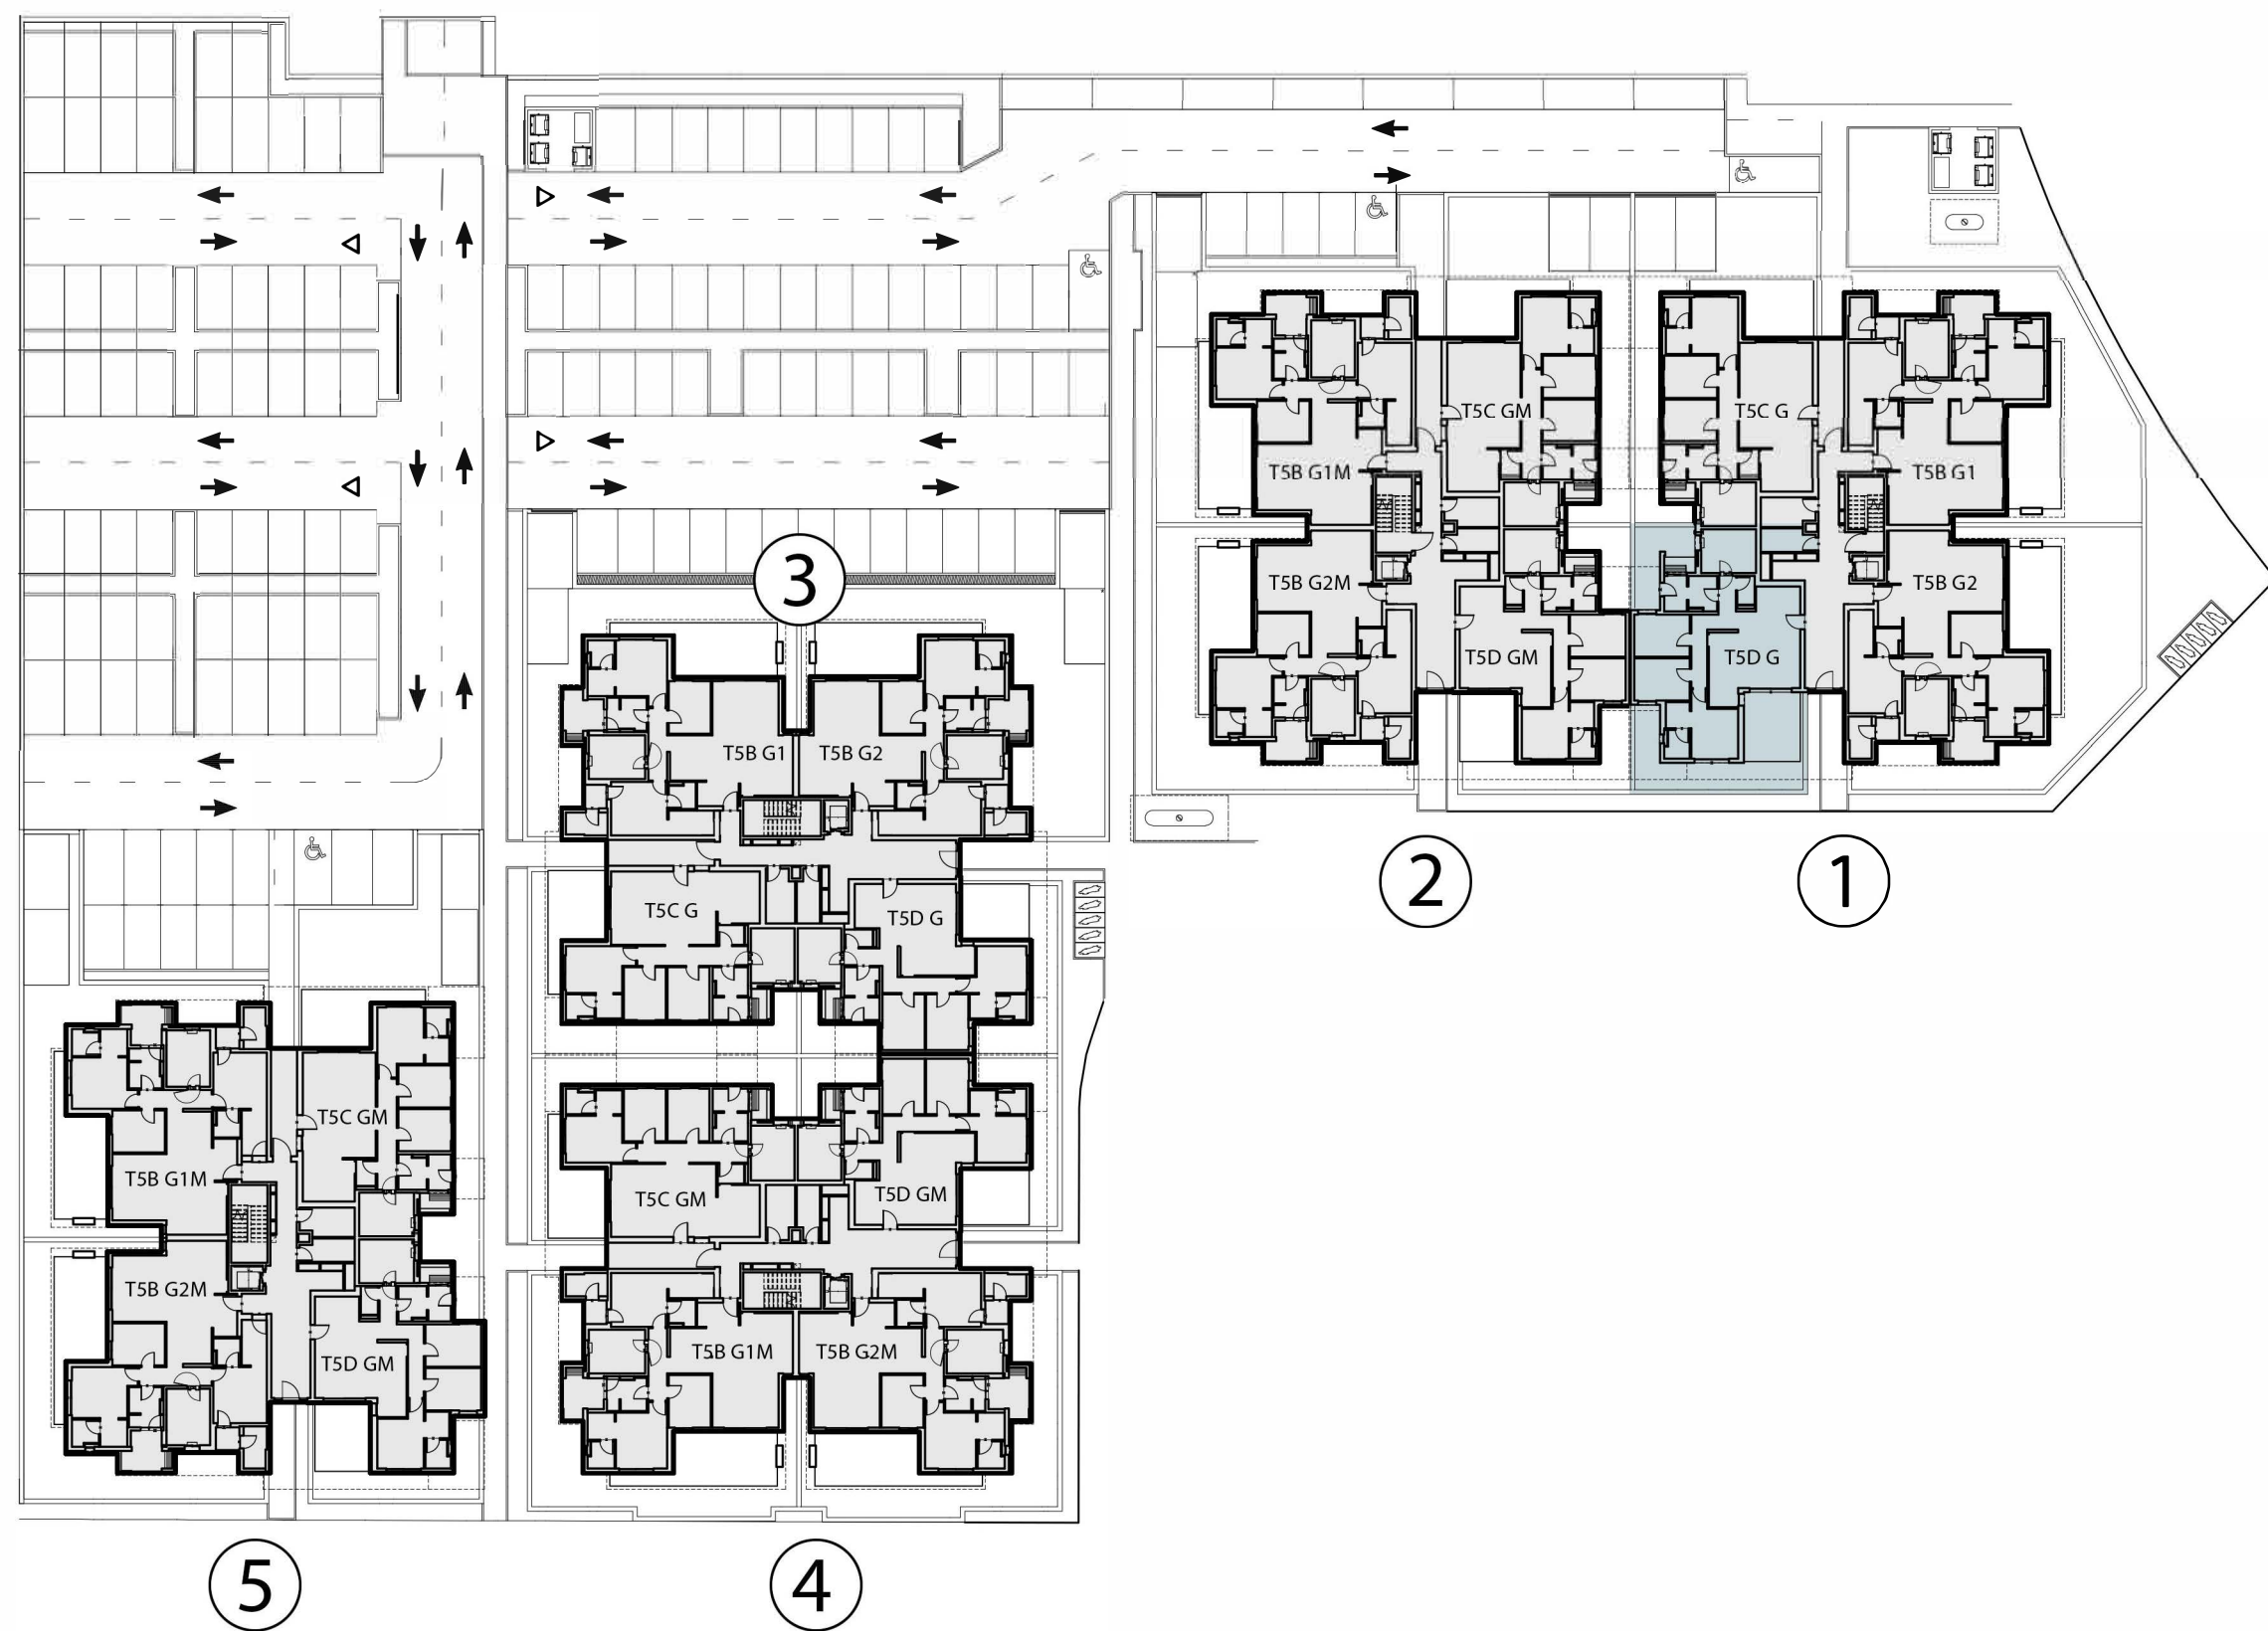 T5C GM
T5C G
T5B G1M
T5B G1
T5B G2M
T5B G2
T5D GM
T5D G
2
1
3
T5B G1
T5B G2
T5C G
T5D G
T5C GM
T5D GM
T5B G1M
T5B G2M
4
T5C GM
T5B G1M
T5B G2M
T5D GM
5